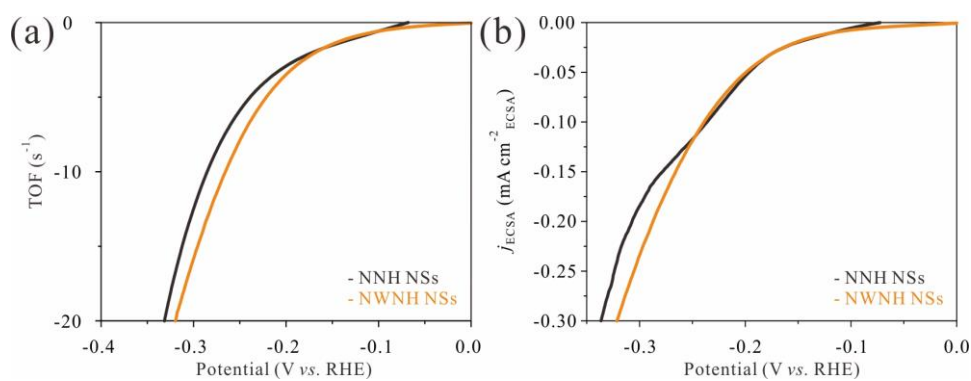 (a)
0
-10
-20
TOF (s⁻¹)
- NNH NSs
- NWNH NSs
-0.4 -0.3 -0.2 -0.1 0.0
Potential (V vs. RHE)
(b)
0.00
-0.05
-0.10
-0.15
-0.20
-0.25
-0.30
jECSA (mA cm⁻²ECSA)
- NNH NSs
- NWNH NSs
-0.3 -0.2 -0.1 0.0
Potential (V vs. RHE)